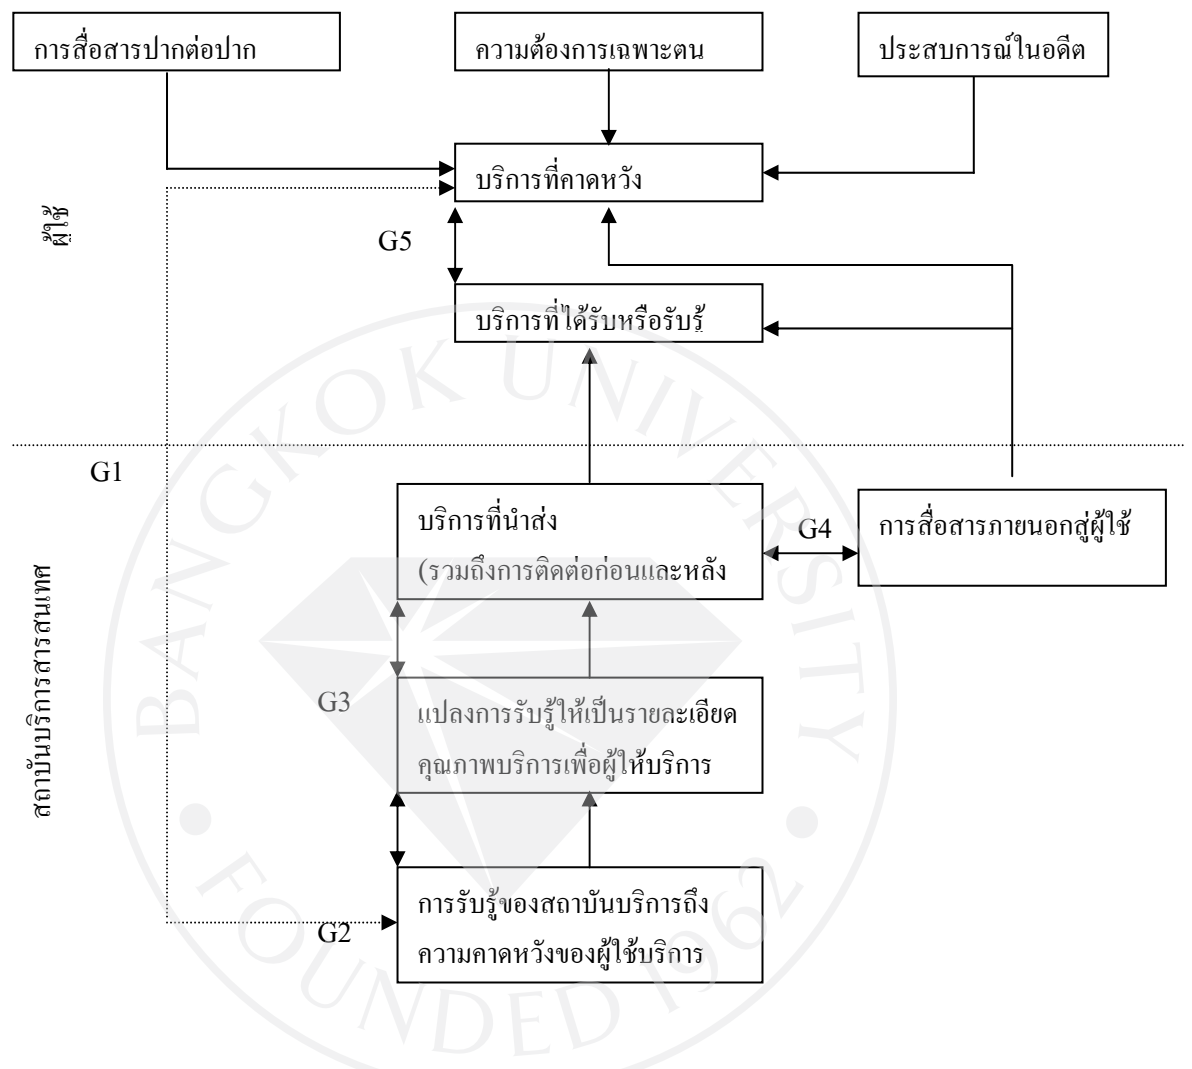 การสื่อสารปากต่อปาก
ความต้องการเฉพาะตน
ประสบการณ์ในอดีต
บริการที่คาดหวัง
ผู้ใช้
G5
บริการที่ได้รับหรือรับรู้
G1
บริการที่นำส่ง
(รวมถึงการติดต่อก่อนและหลัง
G4
การสื่อสารภายนอกสู่ผู้ใช้
สถาบันบริการสารสนเทศ
G3
แปลงการรับรู้ให้เป็นรายละเอียด
คุณภาพบริการเพื่อผู้ให้บริการ
G2
การรับรู้ของสถาบันบริการถึง
ความคาดหวังของผู้ใช้บริการ
BANGKOK UNIVERSITY
FOUNDED 1962